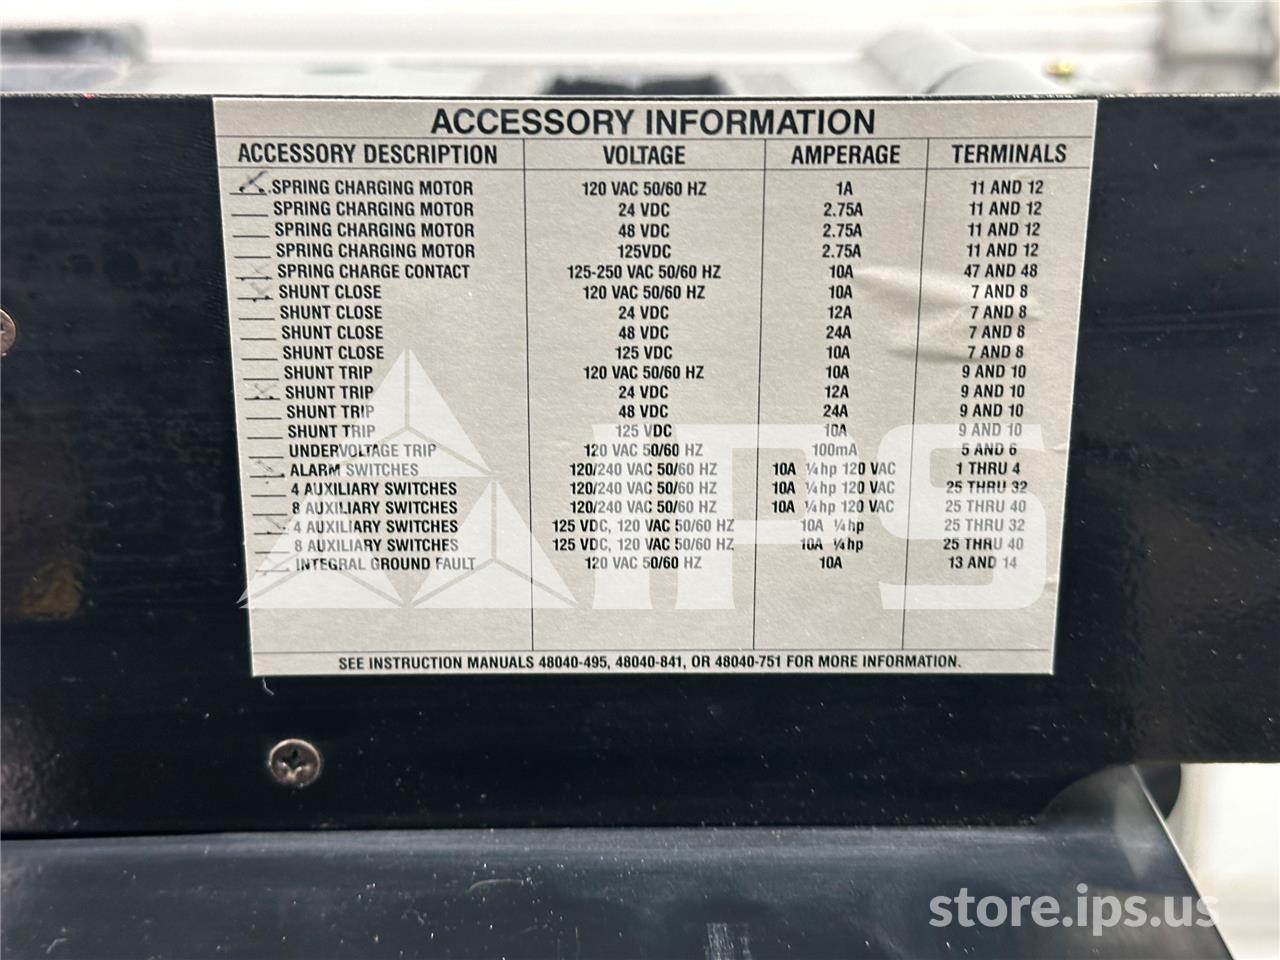 ACCESSORY INFORMATION
ACCESSORY DESCRIPTION VOLTAGE AMPERAGE TERMINALS
SPRING CHARGING MOTOR 120 VAC 50/60 HZ 1A 11 AND 12
SPRING CHARGING MOTOR 24 VDC 2.75A 11 AND 12
SPRING CHARGING MOTOR 48 VDC 2.75A 11 AND 12
SPRING CHARGING MOTOR 125VDC 2.75A 11 AND 12
SPRING CHARGE CONTACT 125-250 VAC 50/60 HZ 10A 47 AND 48
SHUNT CLOSE 120 VAC 50/60 HZ 10A 7 AND 8
SHUNT CLOSE 24 VDC 12A 7 AND 8
SHUNT CLOSE 48 VDC 24A 7 AND 8
SHUNT CLOSE 125 VDC 10A 7 AND 8
SHUNT TRIP 120 VAC 50/60 HZ 10A 9 AND 10
SHUNT TRIP 24 VDC 12A 9 AND 10
SHUNT TRIP 48 VDC 24A 9 AND 10
SHUNT TRIP 125 VDC 10A 9 AND 10
UNDERVOLTAGE TRIP 120 VAC 50/60 HZ 100mA 5 AND 6
ALARM SWITCHES 120/240 VAC 50/60 HZ 10A ¼hp 120 VAC 1 THRU 4
4 AUXILIARY SWITCHES 120/240 VAC 50/60 HZ 10A ¼hp 120 VAC 25 THRU 32
8 AUXILIARY SWITCHES 120/240 VAC 50/60 HZ 10A ¼hp 120 VAC 25 THRU 40
4 AUXILIARY SWITCHES 125 VDC, 120 VAC 50/60 HZ 10A ¼hp 25 THRU 32
8 AUXILIARY SWITCHES 125 VDC, 120 VAC 50/60 HZ 10A ¼hp 25 THRU 40
INTEGRAL GROUND FAULT 120 VAC 50/60 HZ 10A 13 AND 14
SEE INSTRUCTION MANUALS 48040-495, 48040-841, OR 48040-751 FOR MORE INFORMATION.
IPS
store.ips.us